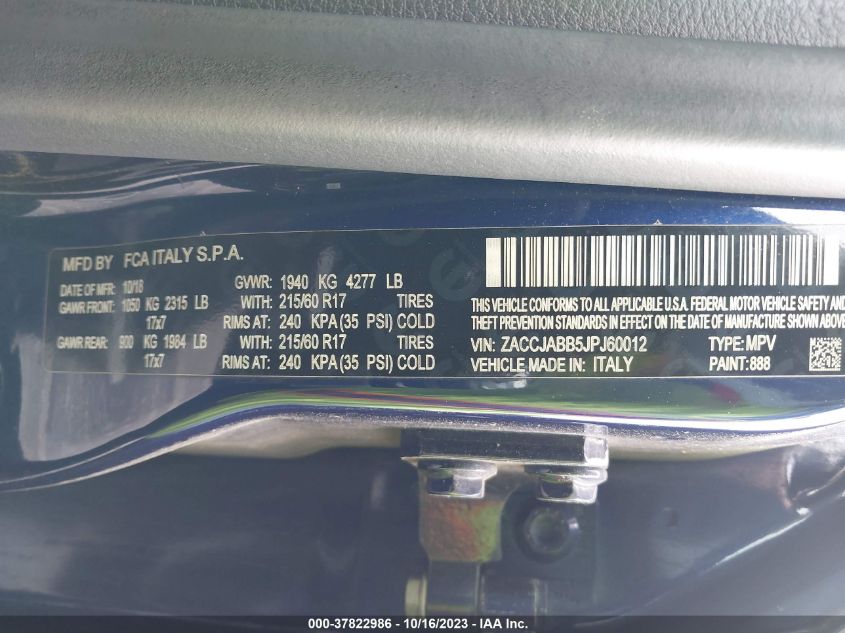 MFD BY FCA ITALY S.P.A.
DATE OF MFR: 10/18 GVWR: 1940 KG 4277 LB
GAWR FRONT: 1050 KG 2315 LB WITH: 215/60 R17 TIRES
17x7 RIMS AT: 240 KPA(35 PSI) COLD
GAWR REAR: 900 KG 1984 LB WITH: 215/60 R17 TIRES
17x7 RIMS AT: 240 KPA(35 PSI) COLD
THIS VEHICLE CONFORMS TO ALL APPLICABLE U.S.A. FEDERAL MOTOR VEHICLE SAFETY AND
THEFT PREVENTION STANDARDS IN EFFECT ON THE DATE OF MANUFACTURE SHOWN ABOVE
VIN: ZACCJABB5JPJ60012 TYPE: MPV
VEHICLE MADE IN: ITALY PAINT:888
000-37822986 - 10/16/2023 - IAA Inc.